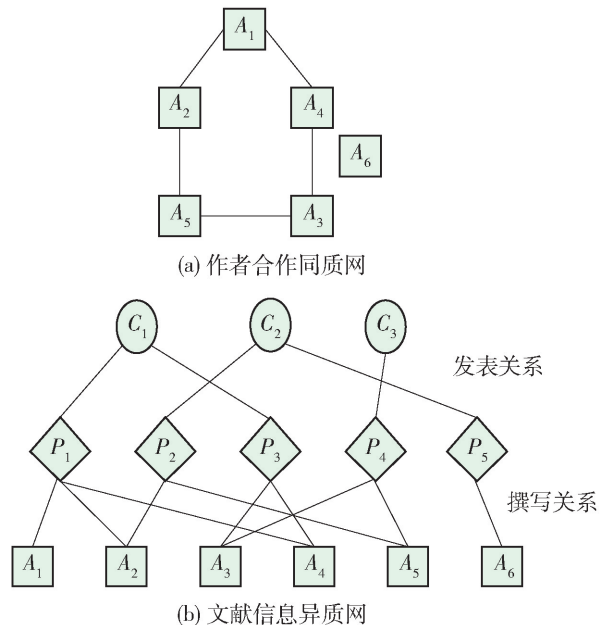 A₁
A₂ A₄
A₆
A₅ A₃
(a) 作者合作同质网
C₁ C₂ C₃
发表关系
P₁ P₂ P₃ P₄ P₅
撰写关系
A₁ A₂ A₃ A₄ A₅ A₆
(b) 文献信息异质网